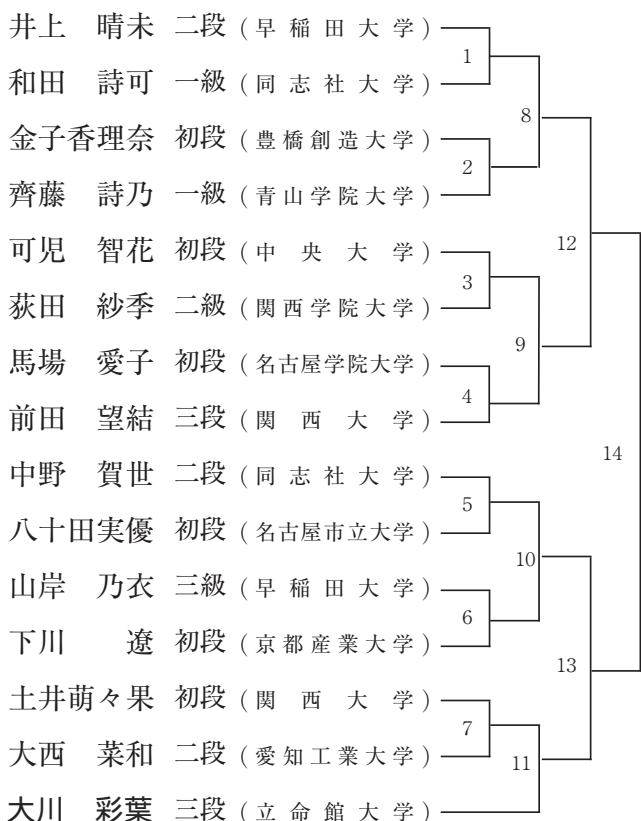 井上 晴未 二段 (早稲田大学)
1
和田 詩可 一級 (同志社大学)
8
金子香理奈 初段 (豊橋創造大学)
2
齊藤 詩乃 一級 (青山学院大学)
12
可児 智花 初段 (中央大学)
3
荻田 紗季 二級 (関西学院大学)
9
馬場 愛子 初段 (名古屋学院大学)
4
前田 望結 三段 (関西大学)
14
中野 賀世 二段 (同志社大学)
5
八十田実優 初段 (名古屋市立大学)
10
山岸 乃衣 三級 (早稲田大学)
6
下川 遼 初段 (京都産業大学)
13
土井萌々果 初段 (関西大学)
7
大西 菜和 二段 (愛知工業大学)
11
大川 彩葉 三段 (立命館大学)